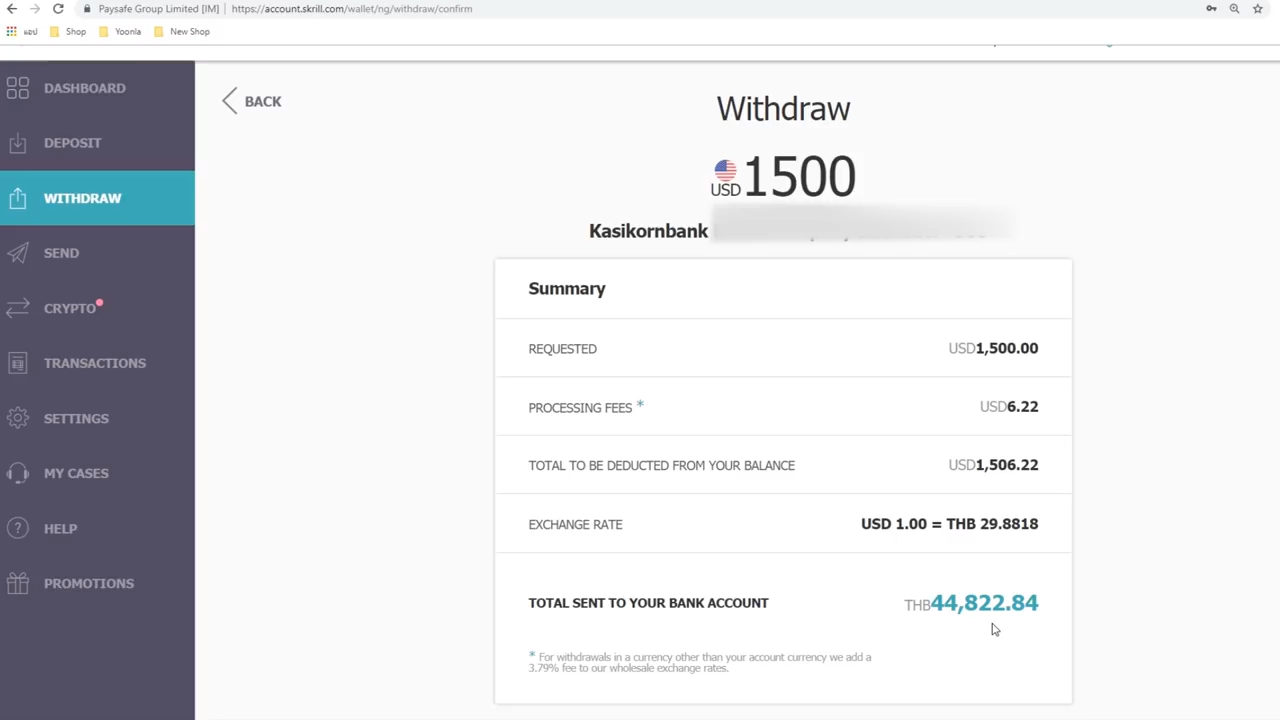 Paysafe Group Limited [IM] https://account.skrill.com/wallet/ng/withdraw/confirm
แอป Shop Yoonla New Shop
DASHBOARD
DEPOSIT
WITHDRAW
SEND
CRYPTO
TRANSACTIONS
SETTINGS
MY CASES
HELP
PROMOTIONS
BACK
Withdraw
USD 1500
Kasikornbank
Summary
REQUESTED USD1,500.00
PROCESSING FEES * USD6.22
TOTAL TO BE DEDUCTED FROM YOUR BALANCE USD1,506.22
EXCHANGE RATE USD 1.00 = THB 29.8818
TOTAL SENT TO YOUR BANK ACCOUNT THB44,822.84
* For withdrawals in a currency other than your account currency we add a
3.79% fee to our wholesale exchange rates.